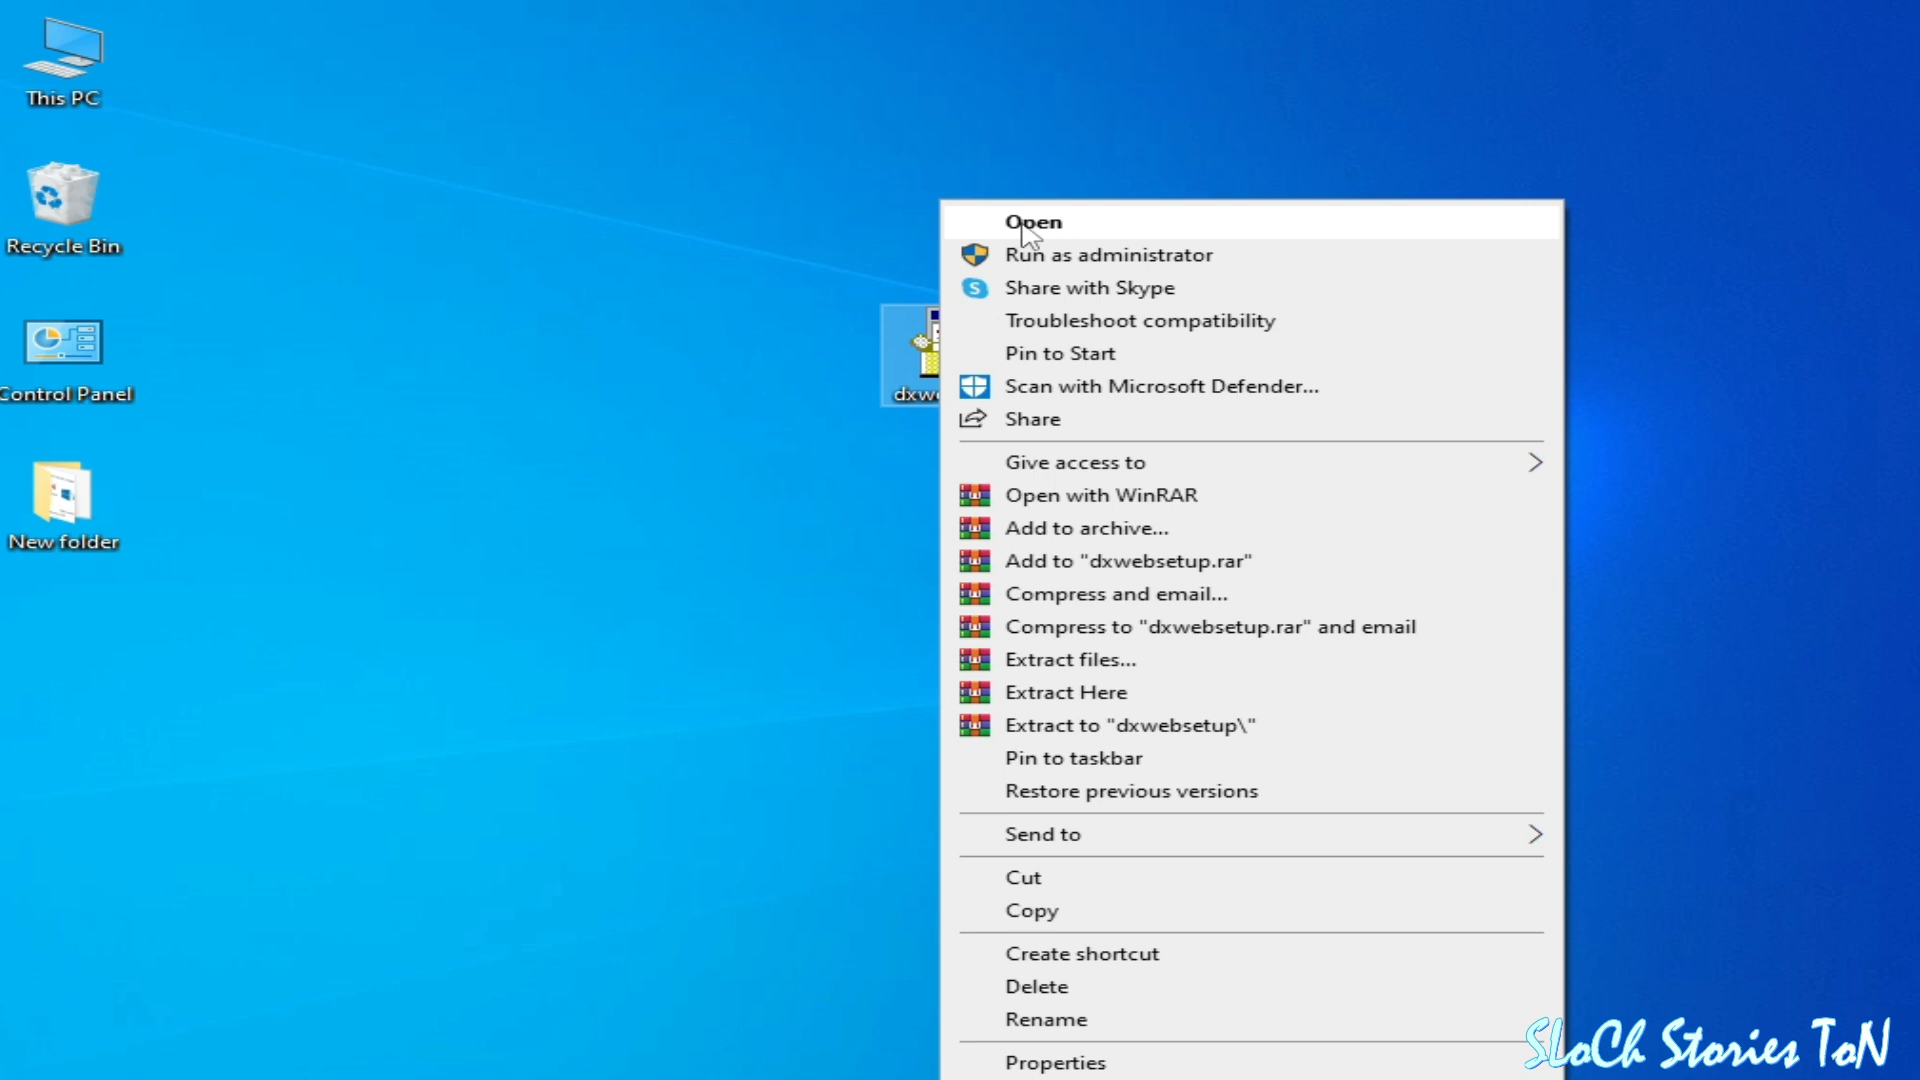 This PC
Recycle Bin
Control Panel
New folder
Open
Run as administrator
Share with Skype
Troubleshoot compatibility
Pin to Start
Scan with Microsoft Defender...
Share
Give access to
Open with WinRAR
Add to archive...
Add to "dxwebsetup.rar"
Compress and email...
Compress to "dxwebsetup.rar" and email
Extract files...
Extract Here
Extract to "dxwebsetup\"
Pin to taskbar
Restore previous versions
Send to
Cut
Copy
Create shortcut
Delete
Rename
Properties
SLoCh Stories ToN